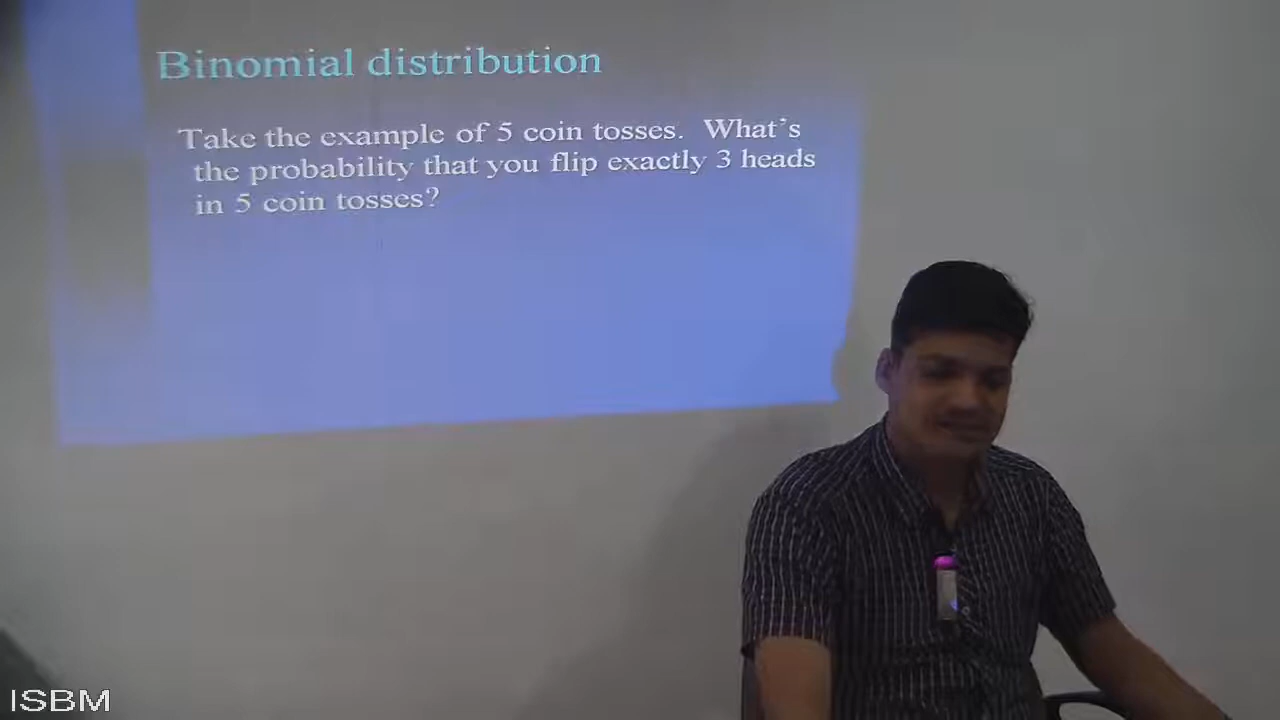 Binomial distribution
Take the example of 5 coin tosses. What's
the probability that you flip exactly 3 heads
in 5 coin tosses?
ISBM